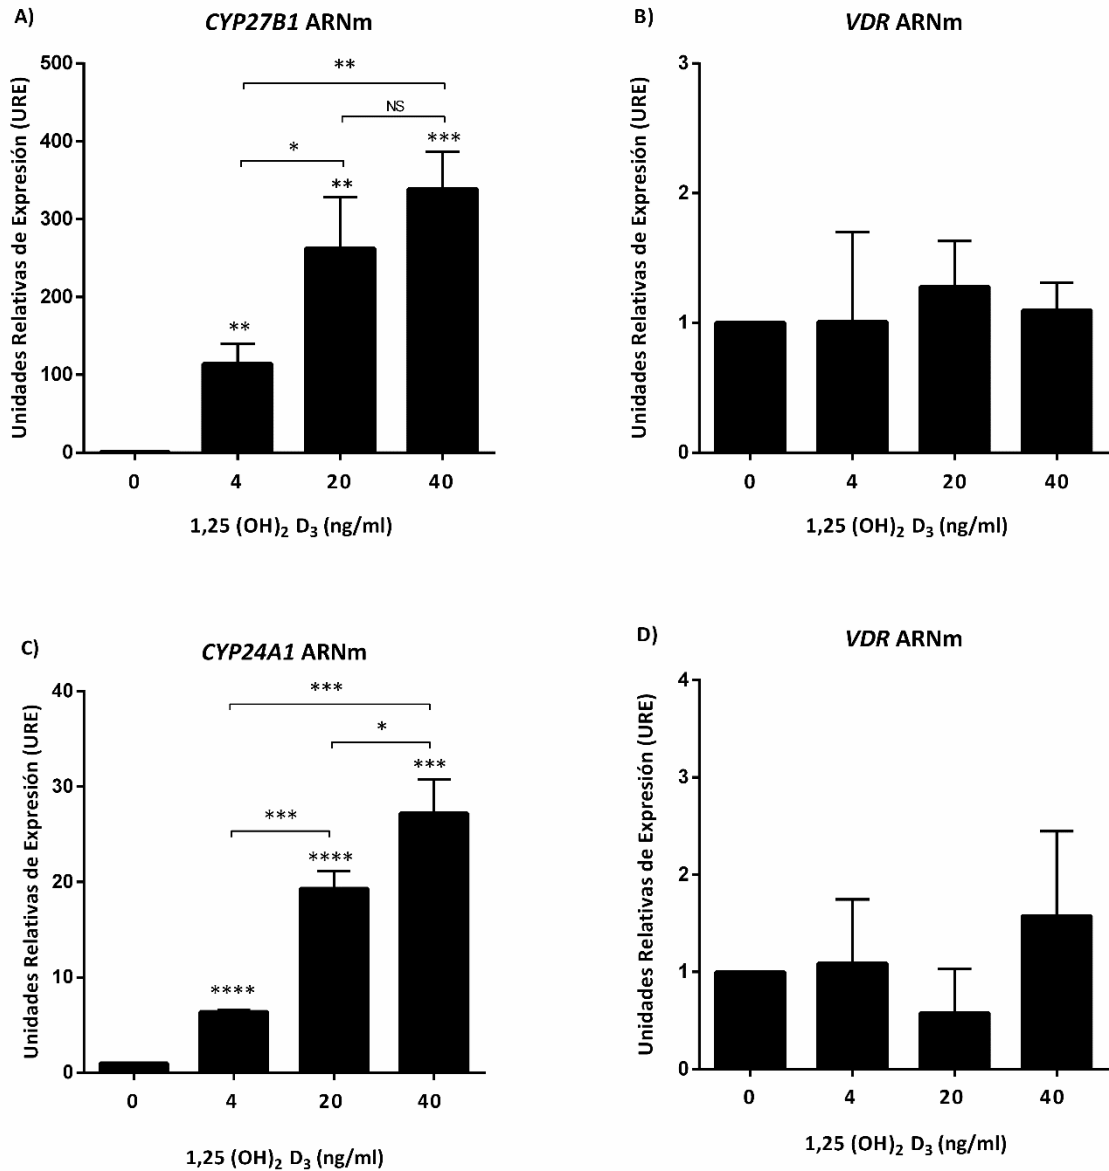 A)
CYP27B1 ARNm
Unidades Relativas de Expresión (URE)
500
400
300
200
100
0
**
NS
*
***
**
**
0 4 20 40
1,25 (OH)₂ D₃ (ng/ml)
B)
VDR ARNm
Unidades Relativas de Expresión (URE)
3
2
1
0
0 4 20 40
1,25 (OH)₂ D₃ (ng/ml)
C)
CYP24A1 ARNm
Unidades Relativas de Expresión (URE)
40
30
20
10
0
***
*
***
***
****
****
0 4 20 40
1,25 (OH)₂ D₃ (ng/ml)
D)
VDR ARNm
Unidades Relativas de Expresión (URE)
4
3
2
1
0
0 4 20 40
1,25 (OH)₂ D₃ (ng/ml)